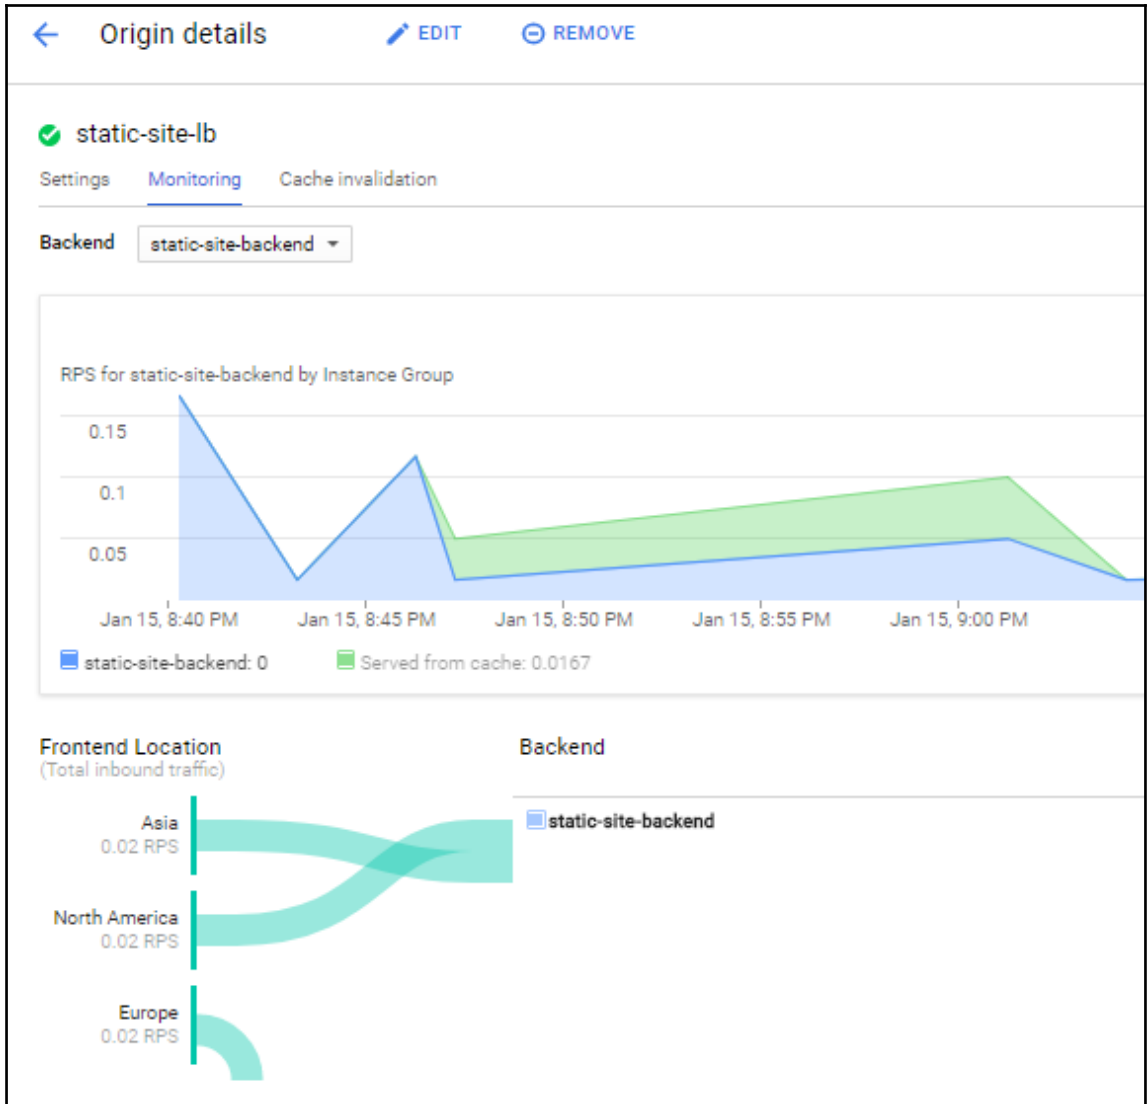 Origin details EDIT REMOVE
static-site-lb
Settings Monitoring Cache invalidation
Backend static-site-backend
RPS for static-site-backend by Instance Group
0.15
0.1
0.05
Jan 15, 8:40 PM Jan 15, 8:45 PM Jan 15, 8:50 PM Jan 15, 8:55 PM Jan 15, 9:00 PM
static-site-backend: 0 Served from cache: 0.0167
Frontend Location Backend
(Total inbound traffic)
Asia static-site-backend
0.02 RPS
North America
0.02 RPS
Europe
0.02 RPS